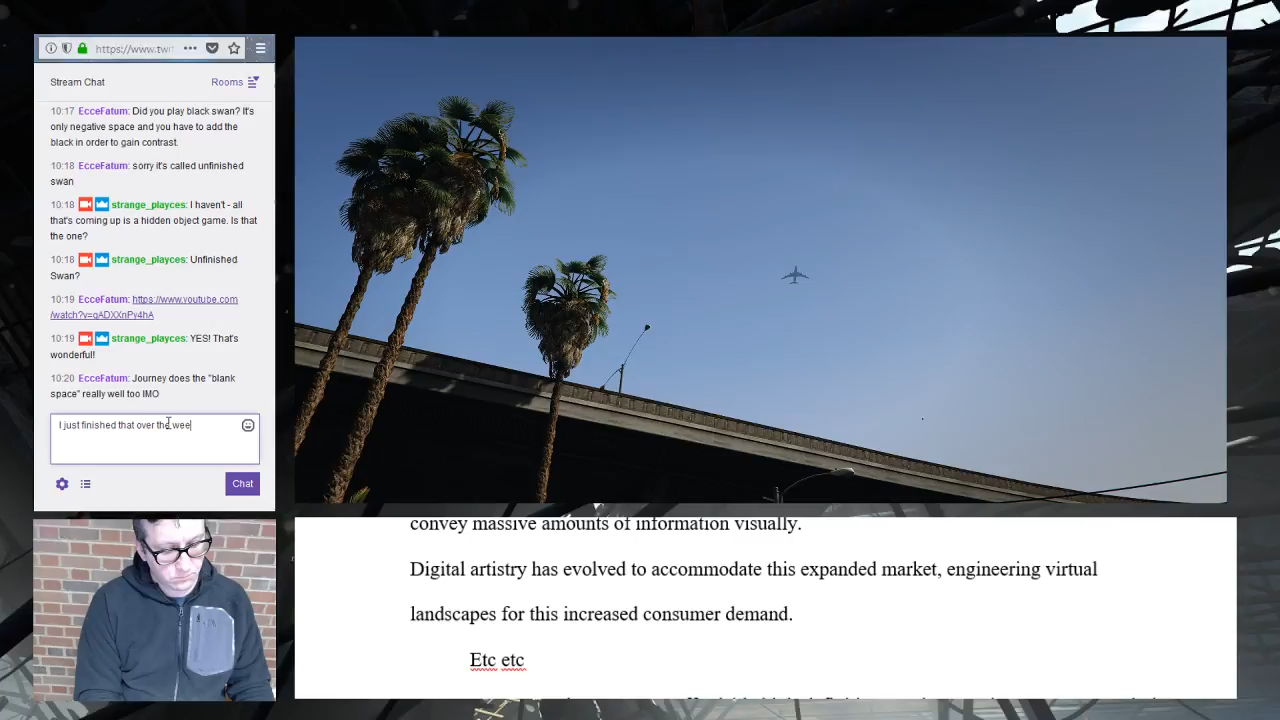 https://www.twi
Stream Chat
Rooms
10:17 EcceFatum: Did you play black swan? It's
only negative space and you have to add the
black in order to gain contrast.
10:18 EcceFatum: sorry it's called unfinished
swan
10:18 strange_playces: I haven't - all
that's coming up is a hidden object game. Is that
the one?
10:18 strange_playces: Unfinished
Swan?
10:19 EcceFatum: https://www.youtube.com
/watch?v=qADXXnPv4hA
10:19 strange_playces: YES! That's
wonderful!
10:20 EcceFatum: Journey does the "blank
space" really well too IMO
I just finished that over the wee
Chat
convey massive amounts of information visually.
Digital artistry has evolved to accommodate this expanded market, engineering virtual
landscapes for this increased consumer demand.
Etc etc